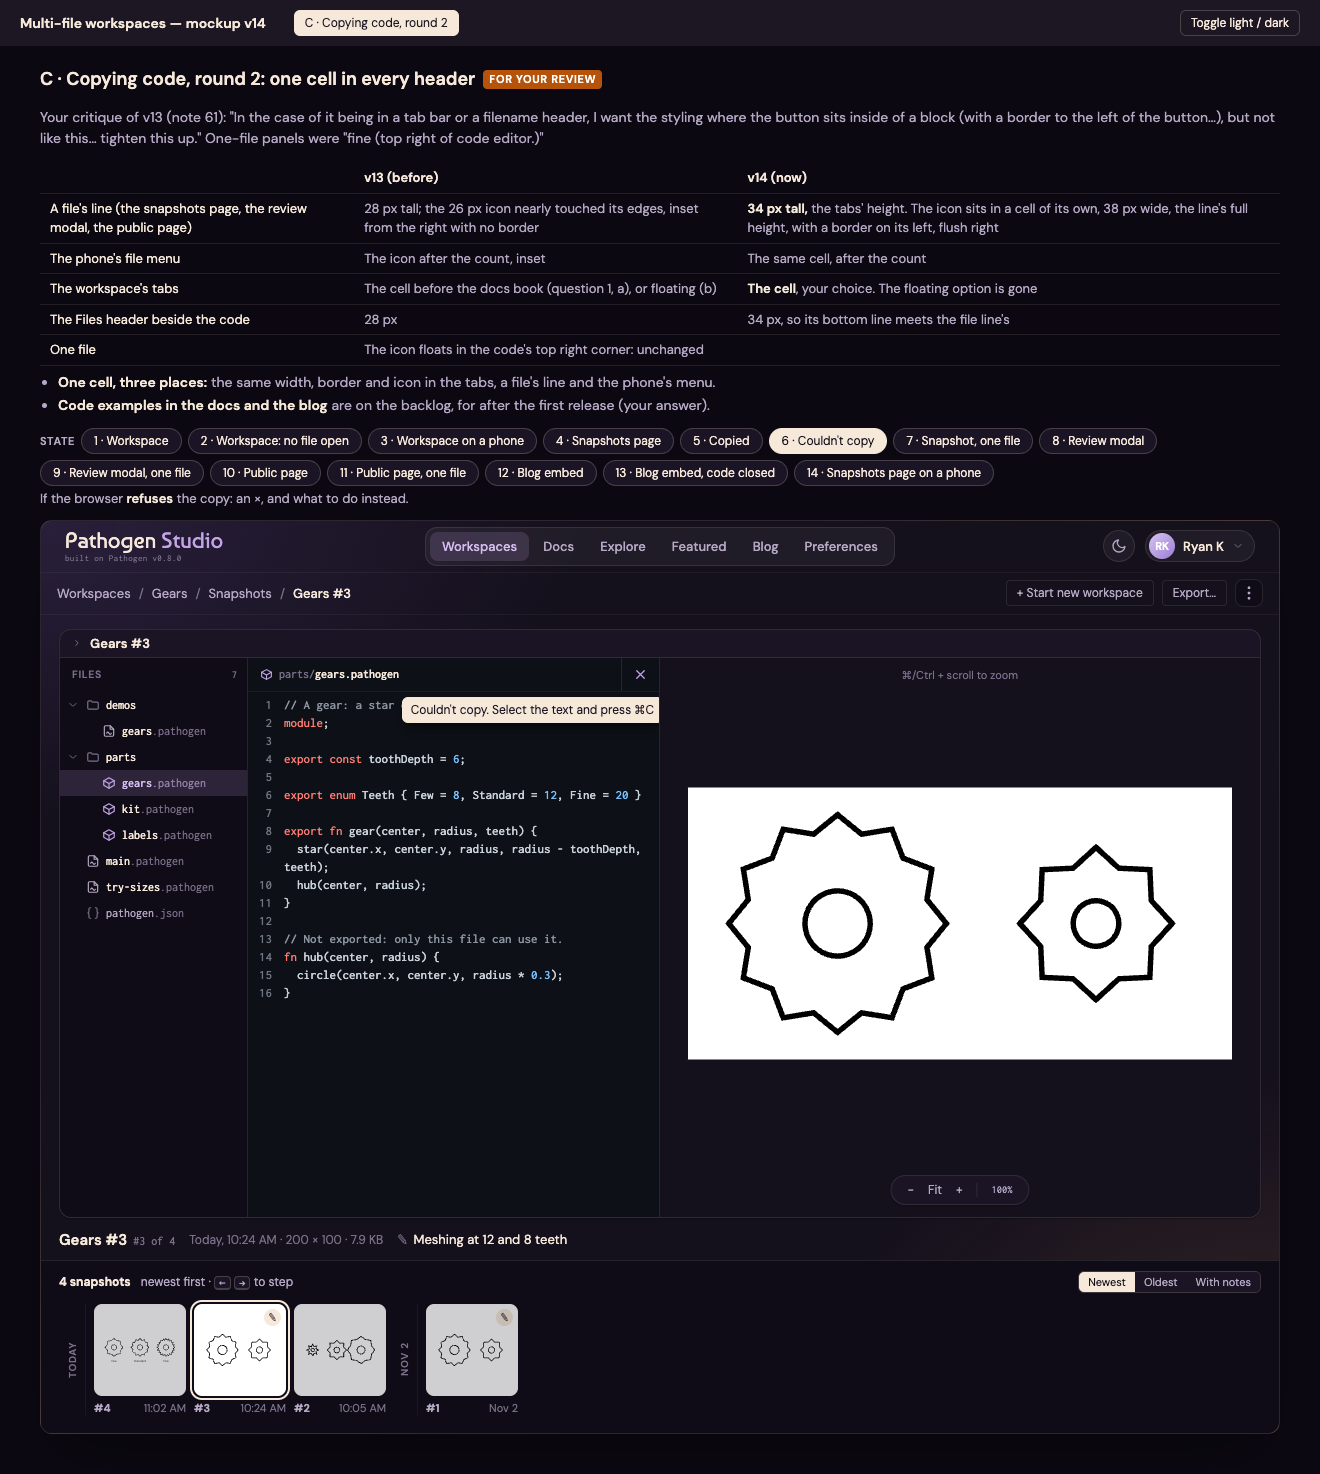 Multi-file workspaces — mockup v14
C · Copying code, round 2
Toggle light / dark
C · Copying code, round 2: one cell in every header
FOR YOUR REVIEW
Your critique of v13 (note 61): "In the case of it being in a tab bar or a filename header, I want the styling where the button sits inside of a block (with a border to the left of the button...), but not
like this... tighten this up." One-file panels were "fine (top right of code editor.)"
v13 (before)
v14 (now)
A file's line (the snapshots page, the review
modal, the public page)
28 px tall; the 26 px icon nearly touched its edges, inset
from the right with no border
34 px tall, the tabs' height. The icon sits in a cell of its own, 38 px wide, the line's full
height, with a border on its left, flush right
The phone's file menu
The icon after the count, inset
The same cell, after the count
The workspace's tabs
The cell before the docs book (question 1, a), or floating (b)
The cell, your choice. The floating option is gone
The Files header beside the code
28 px
34 px, so its bottom line meets the file line's
One file
The icon floats in the code's top right corner: unchanged
• One cell, three places: the same width, border and icon in the tabs, a file's line and the phone's menu.
• Code examples in the docs and the blog are on the backlog, for after the first release (your answer).
STATE
1 · Workspace
2 · Workspace: no file open
3 · Workspace on a phone
4 · Snapshots page
5 · Copied
6 · Couldn't copy
7 · Snapshot, one file
8 · Review modal
9 · Review modal, one file
10 · Public page
11 · Public page, one file
12 · Blog embed
13 · Blog embed, code closed
14 · Snapshots page on a phone
If the browser refuses the copy: an ×, and what to do instead.
Pathogen Studio
built on Pathogen v0.8.0
Workspaces
Docs
Explore
Featured
Blog
Preferences
RK
Ryan K
Workspaces / Gears / Snapshots / Gears #3
+ Start new workspace
Export...
Gears #3
FILES
7
demos
gears.pathogen
parts
gears.pathogen
kit.pathogen
labels.pathogen
main.pathogen
try-sizes.pathogen
{} pathogen.json
parts/gears.pathogen
Couldn't copy. Select the text and press ⌘C
1 // A gear: a star
2 module;
3
4 export const toothDepth = 6;
5
6 export enum Teeth { Few = 8, Standard = 12, Fine = 20 }
7
8 export fn gear(center, radius, teeth) {
9 star(center.x, center.y, radius, radius - toothDepth,
teeth);
10 hub(center, radius);
11 }
12
13 // Not exported: only this file can use it.
14 fn hub(center, radius) {
15 circle(center.x, center.y, radius * 0.3);
16 }
⌘/Ctrl + scroll to zoom
− Fit + 100%
Gears #3 #3 of 4 Today, 10:24 AM · 200 × 100 · 7.9 KB ✎ Meshing at 12 and 8 teeth
4 snapshots newest first · ← → to step
Newest
Oldest
With notes
TODAY
#4 11:02 AM
#3 10:24 AM
#2 10:05 AM
NOV 2
#1 Nov 2